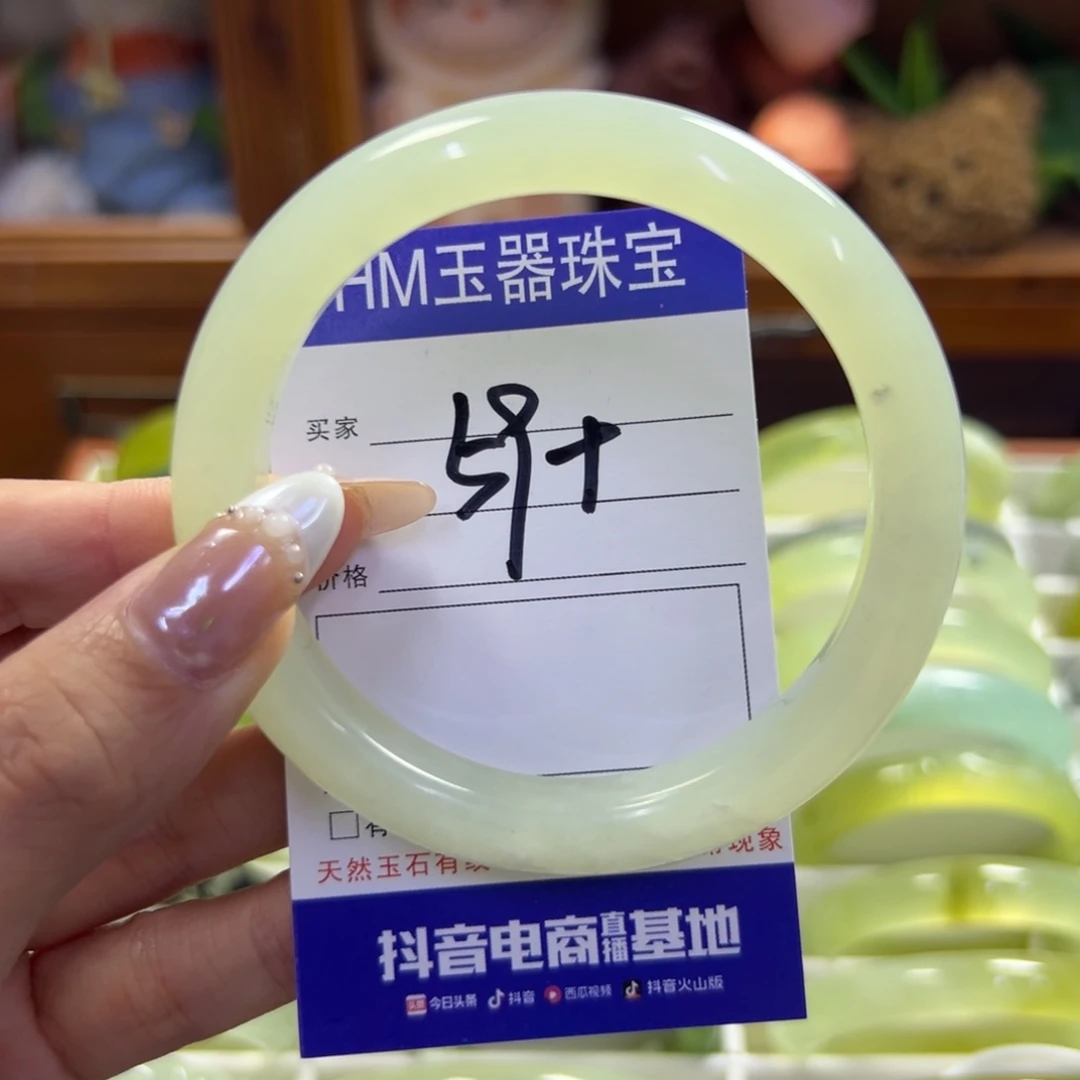 HM玉器珠宝
买家
59+
价格
天然玉石有
现象
抖音电商直播基地
今日头条 抖音 西瓜视频 抖音火山版